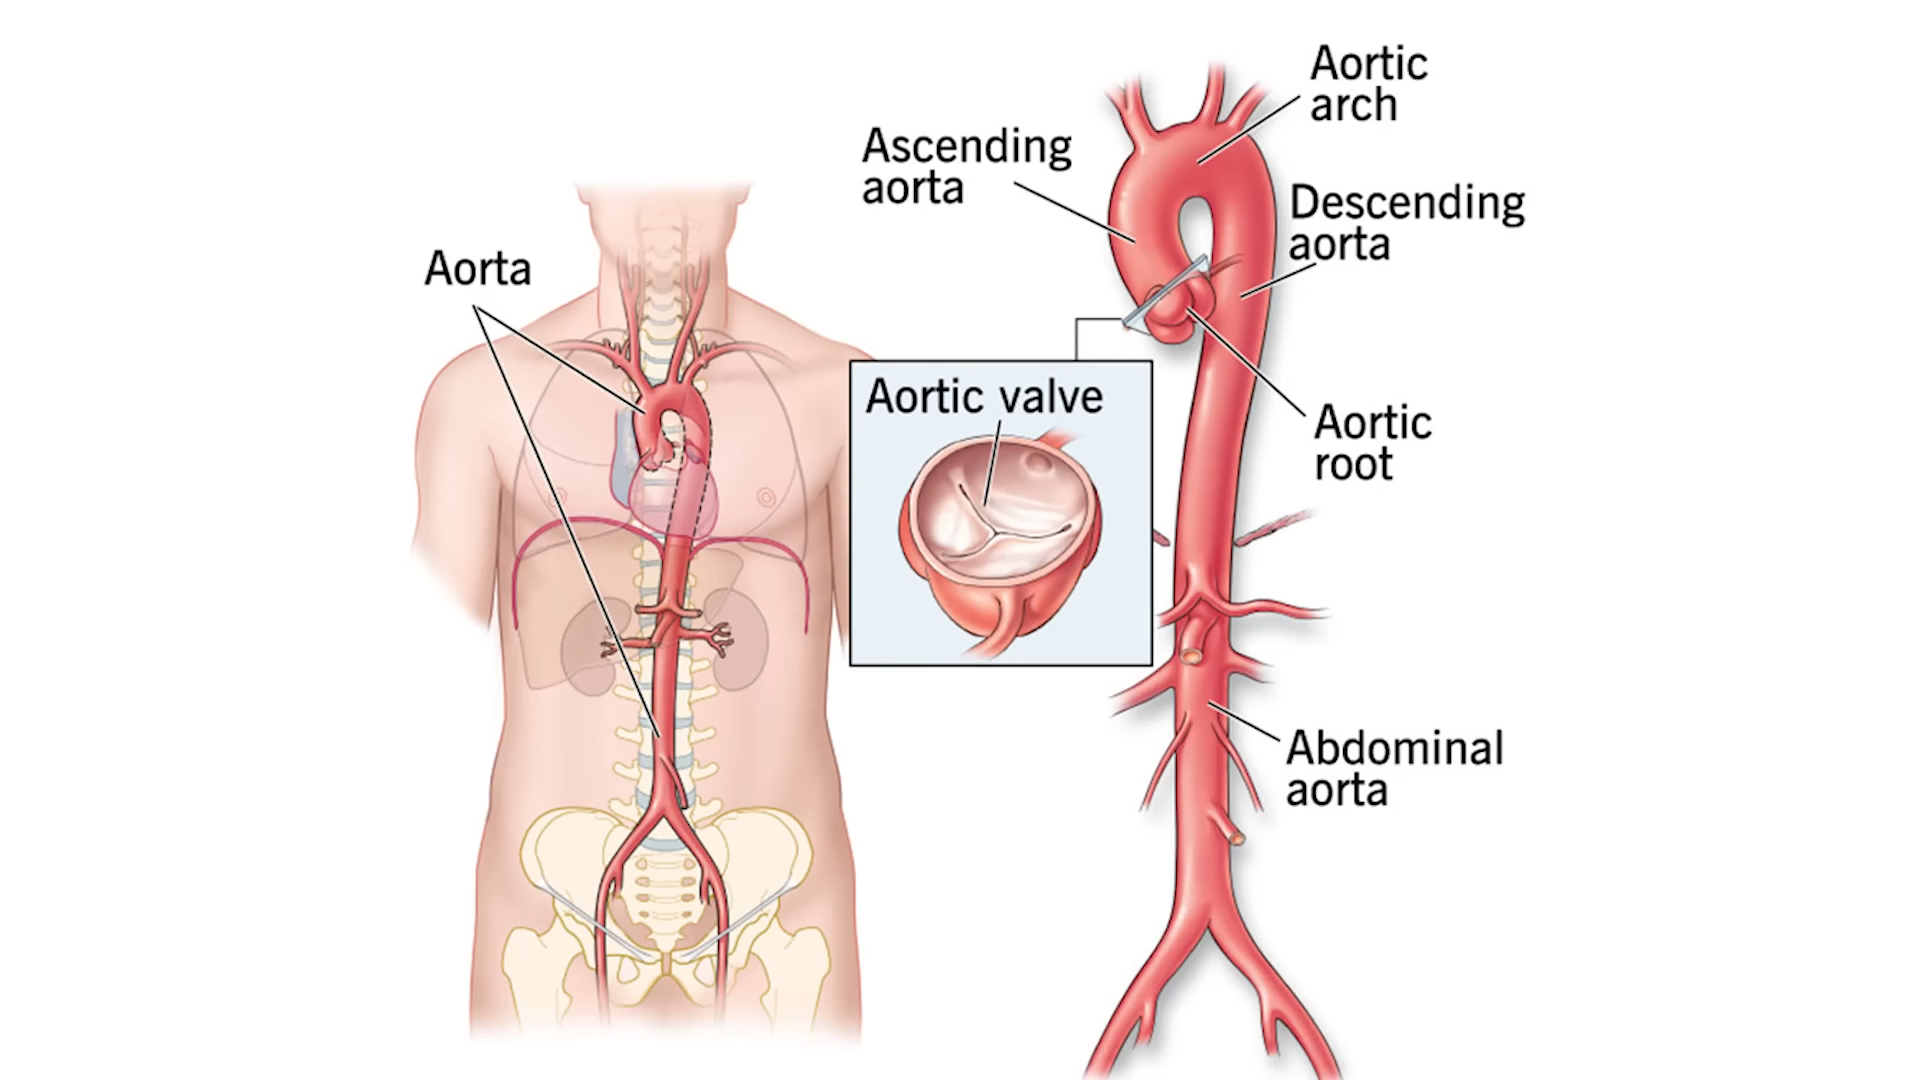 Aorta
Ascending
aorta
Aortic
arch
Descending
aorta
Aortic valve
Aortic
root
Abdominal
aorta